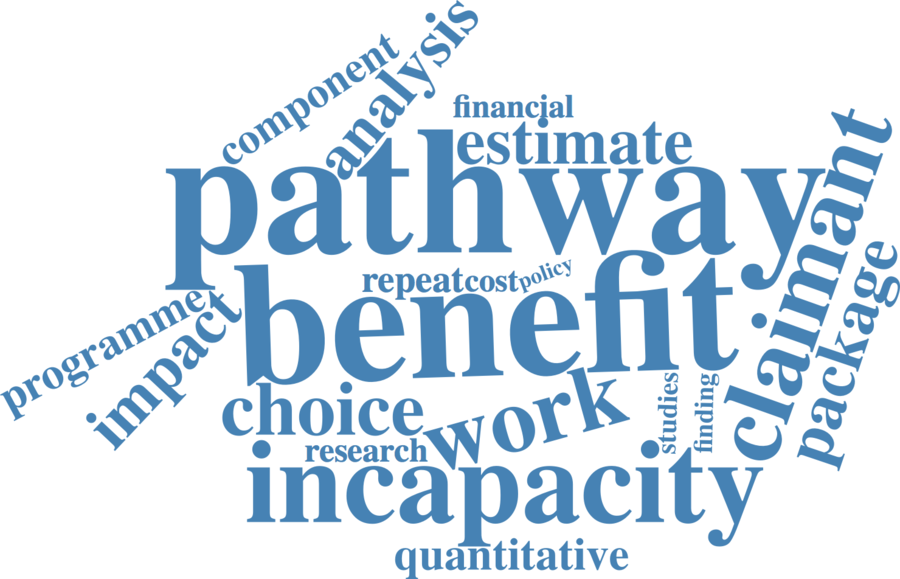 component
analysis
financial
estimate
pathway
claimant
package
repeat
cost
policy
benefit
programme
impact
choice
work
studies
finding
research
incapacity
quantitative